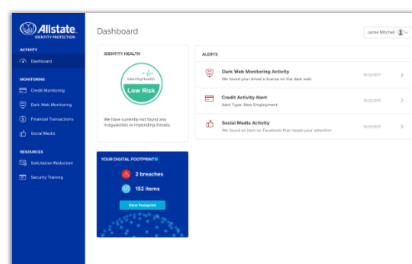 Allstate.
IDENTITY PROTECTION
Dashboard
Jamie Mitchell
ACTIVITY
Dashboard
MONITORING
Credit Monitoring
Dark Web Monitoring
Financial Transactions
Social Media
RESOURCES
Solicitation Reduction
Security Training
IDENTITY HEALTH
Identity Health
Low Risk
We have currently not found any
irregularities or impending threats.
ALERTS
Dark Web Monitoring Activity
We found your driver's license on the dark web
Credit Activity Alert
Alert Type: New Employment
Social Media Activity
We found an item on Facebook that needs your attention
YOUR DIGITAL FOOTPRINT
2 breaches
152 items
View Footprint